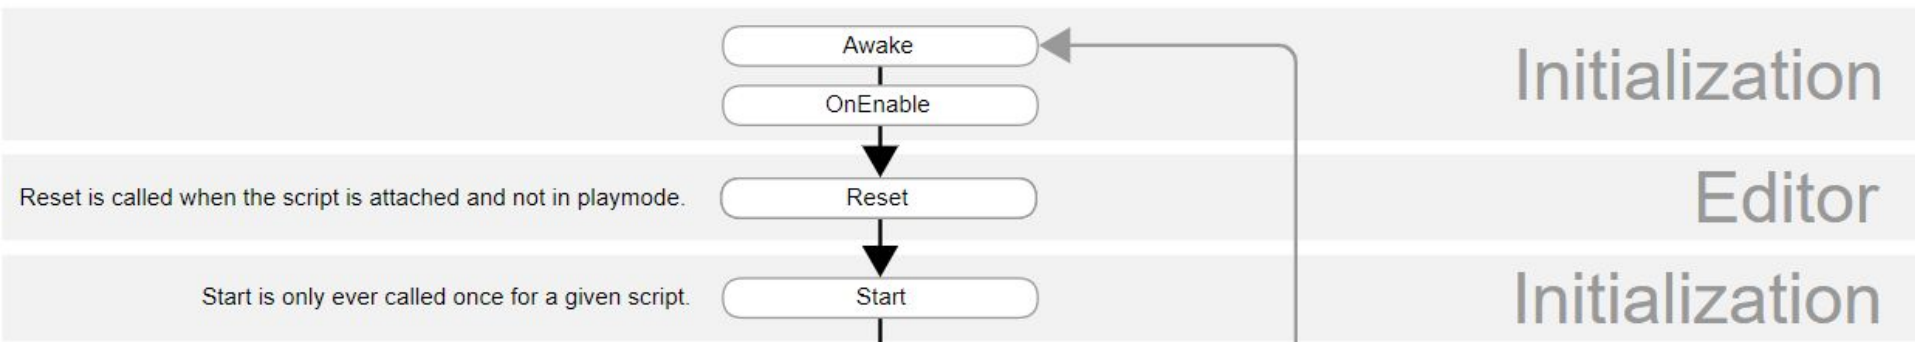 Awake
Initialization
OnEnable
Reset is called when the script is attached and not in playmode.
Reset
Editor
Start is only ever called once for a given script.
Start
Initialization